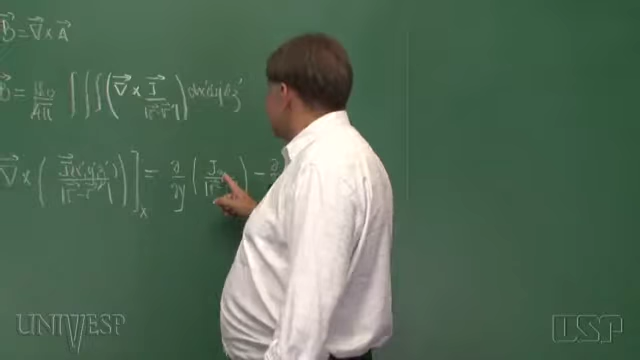 B⃗ = ∇⃗ x A⃗
B⃗ = μ₀/4π ∫∫∫ (∇⃗ x J⃗/|r⃗-r⃗'|) dx'dy'dz'
∇⃗ x ( J⃗(x',y',z')/|r⃗-r⃗'| ) ]x = ∂/∂y ( J
UNIVESP
USP